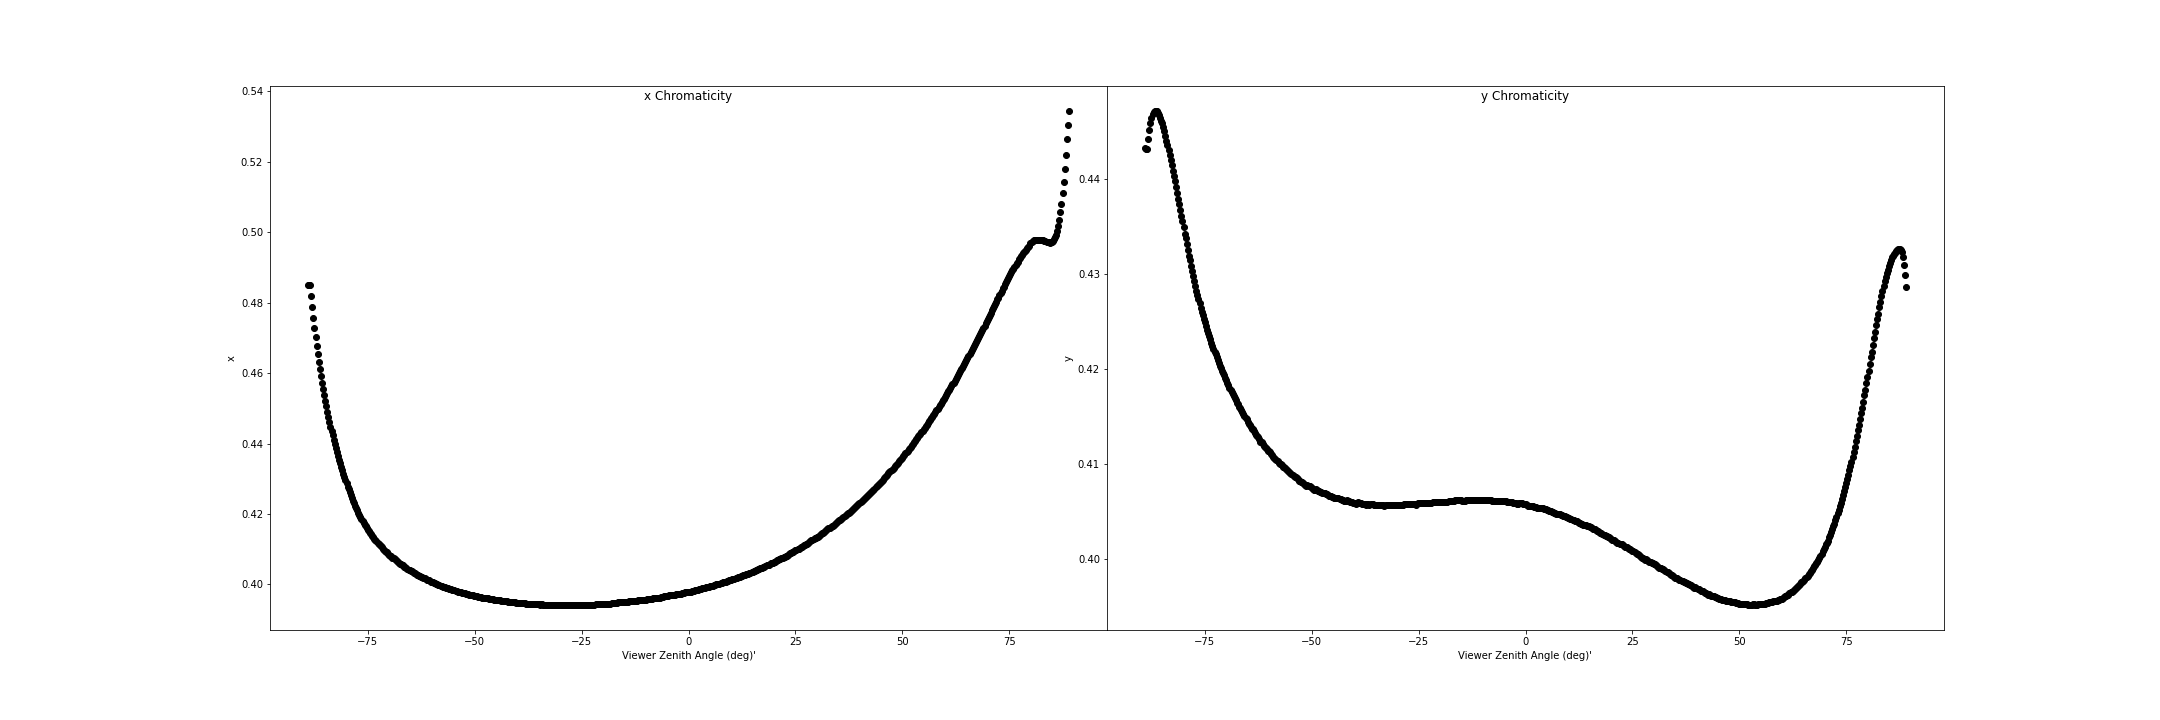 x Chromaticity
0.54
0.52
0.50
0.48
0.46
0.44
0.42
0.40
x
−75 −50 −25 0 25 50 75
Viewer Zenith Angle (deg)'
y Chromaticity
0.44
0.43
0.42
0.41
0.40
y
−75 −50 −25 0 25 50 75
Viewer Zenith Angle (deg)'